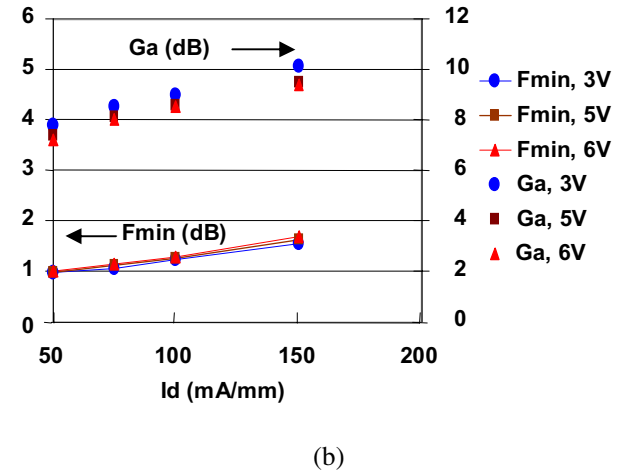 6
5
4
3
2
1
0
Ga (dB)
Fmin (dB)
12
10
8
6
4
2
0
50
100
150
200
Id (mA/mm)
Fmin, 3V
Fmin, 5V
Fmin, 6V
Ga, 3V
Ga, 5V
Ga, 6V
(b)